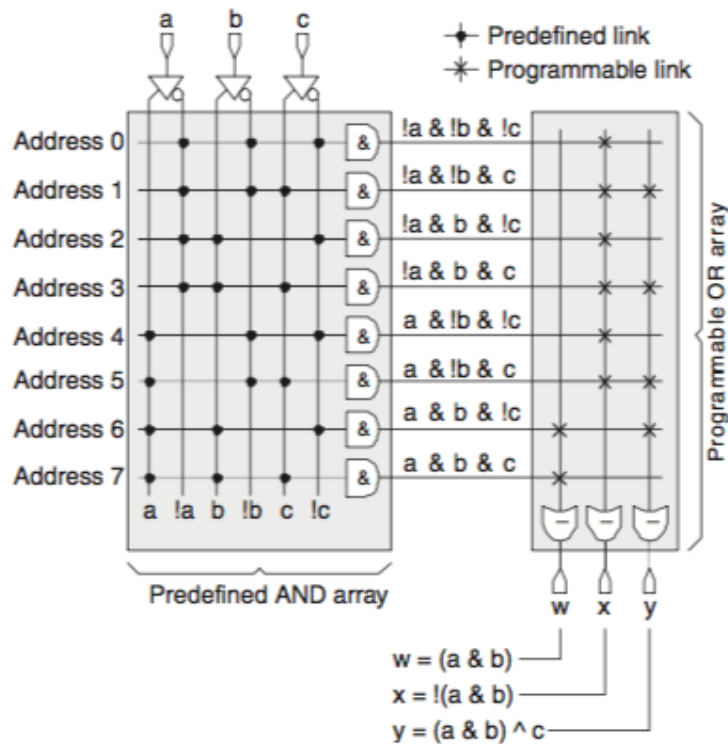 a b c
Predefined link
Programmable link
Address 0 & !a & !b & !c
Address 1 & !a & !b & c
Address 2 & !a & b & !c
Address 3 & !a & b & c
Address 4 & a & !b & !c
Address 5 & a & !b & c
Address 6 & a & b & !c
Address 7 & a & b & c
a !a b !b c !c
Predefined AND array
Programmable OR array
w x y
w = (a & b)
x = !(a & b)
y = (a & b) ^ c